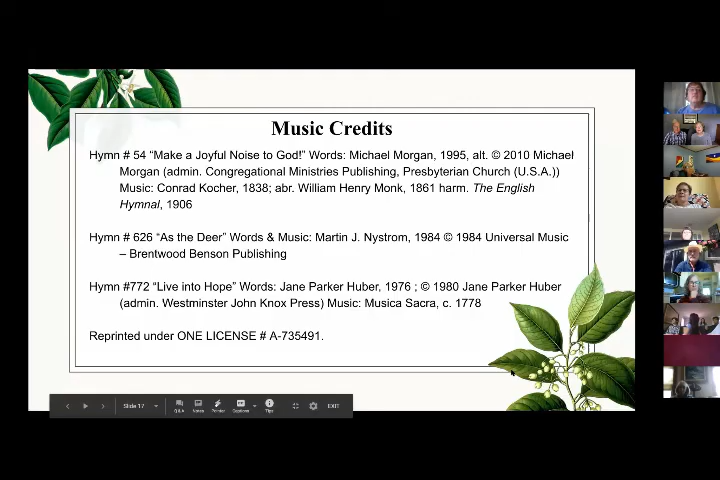 Music Credits
Hymn # 54 “Make a Joyful Noise to God!” Words: Michael Morgan, 1995, alt. © 2010 Michael
Morgan (admin. Congregational Ministries Publishing, Presbyterian Church (U.S.A.))
Music: Conrad Kocher, 1838; abr. William Henry Monk, 1861 harm. The English
Hymnal, 1906
Hymn # 626 “As the Deer” Words & Music: Martin J. Nystrom, 1984 © 1984 Universal Music
– Brentwood Benson Publishing
Hymn #772 “Live into Hope” Words: Jane Parker Huber, 1976 ; © 1980 Jane Parker Huber
(admin. Westminster John Knox Press) Music: Musica Sacra, c. 1778
Reprinted under ONE LICENSE # A-735491.
Slide 17
Q&A Notes Pointer Captions Tips
EXIT